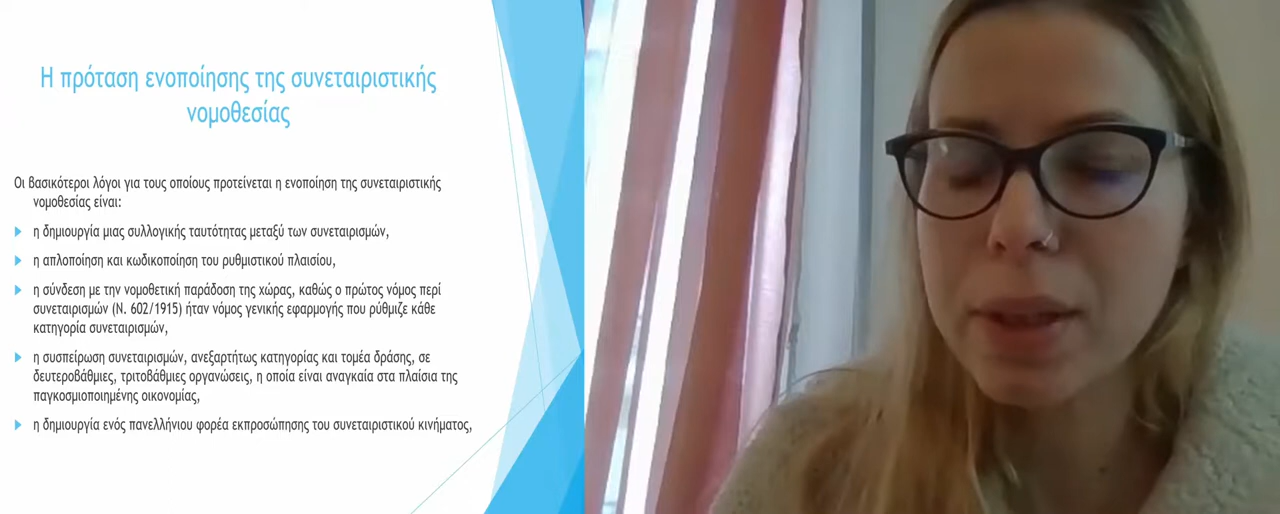 Η πρόταση ενοποίησης της συνεταιριστικής
νομοθεσίας
Οι βασικότεροι λόγοι για τους οποίους προτείνεται η ενοποίηση της συνεταιριστικής
νομοθεσίας είναι:
η δημιουργία μιας συλλογικής ταυτότητας μεταξύ των συνεταιρισμών,
η απλοποίηση και κωδικοποίηση του ρυθμιστικού πλαισίου,
η σύνδεση με την νομοθετική παράδοση της χώρας, καθώς ο πρώτος νόμος περί
συνεταιρισμών (Ν. 602/1915) ήταν νόμος γενικής εφαρμογής που ρύθμιζε κάθε
κατηγορία συνεταιρισμών,
η συσπείρωση συνεταιρισμών, ανεξαρτήτως κατηγορίας και τομέα δράσης, σε
δευτεροβάθμιες, τριτοβάθμιες οργανώσεις, η οποία είναι αναγκαία στα πλαίσια της
παγκοσμιοποιημένης οικονομίας,
η δημιουργία ενός πανελλήνιου φορέα εκπροσώπησης του συνεταιριστικού κινήματος,